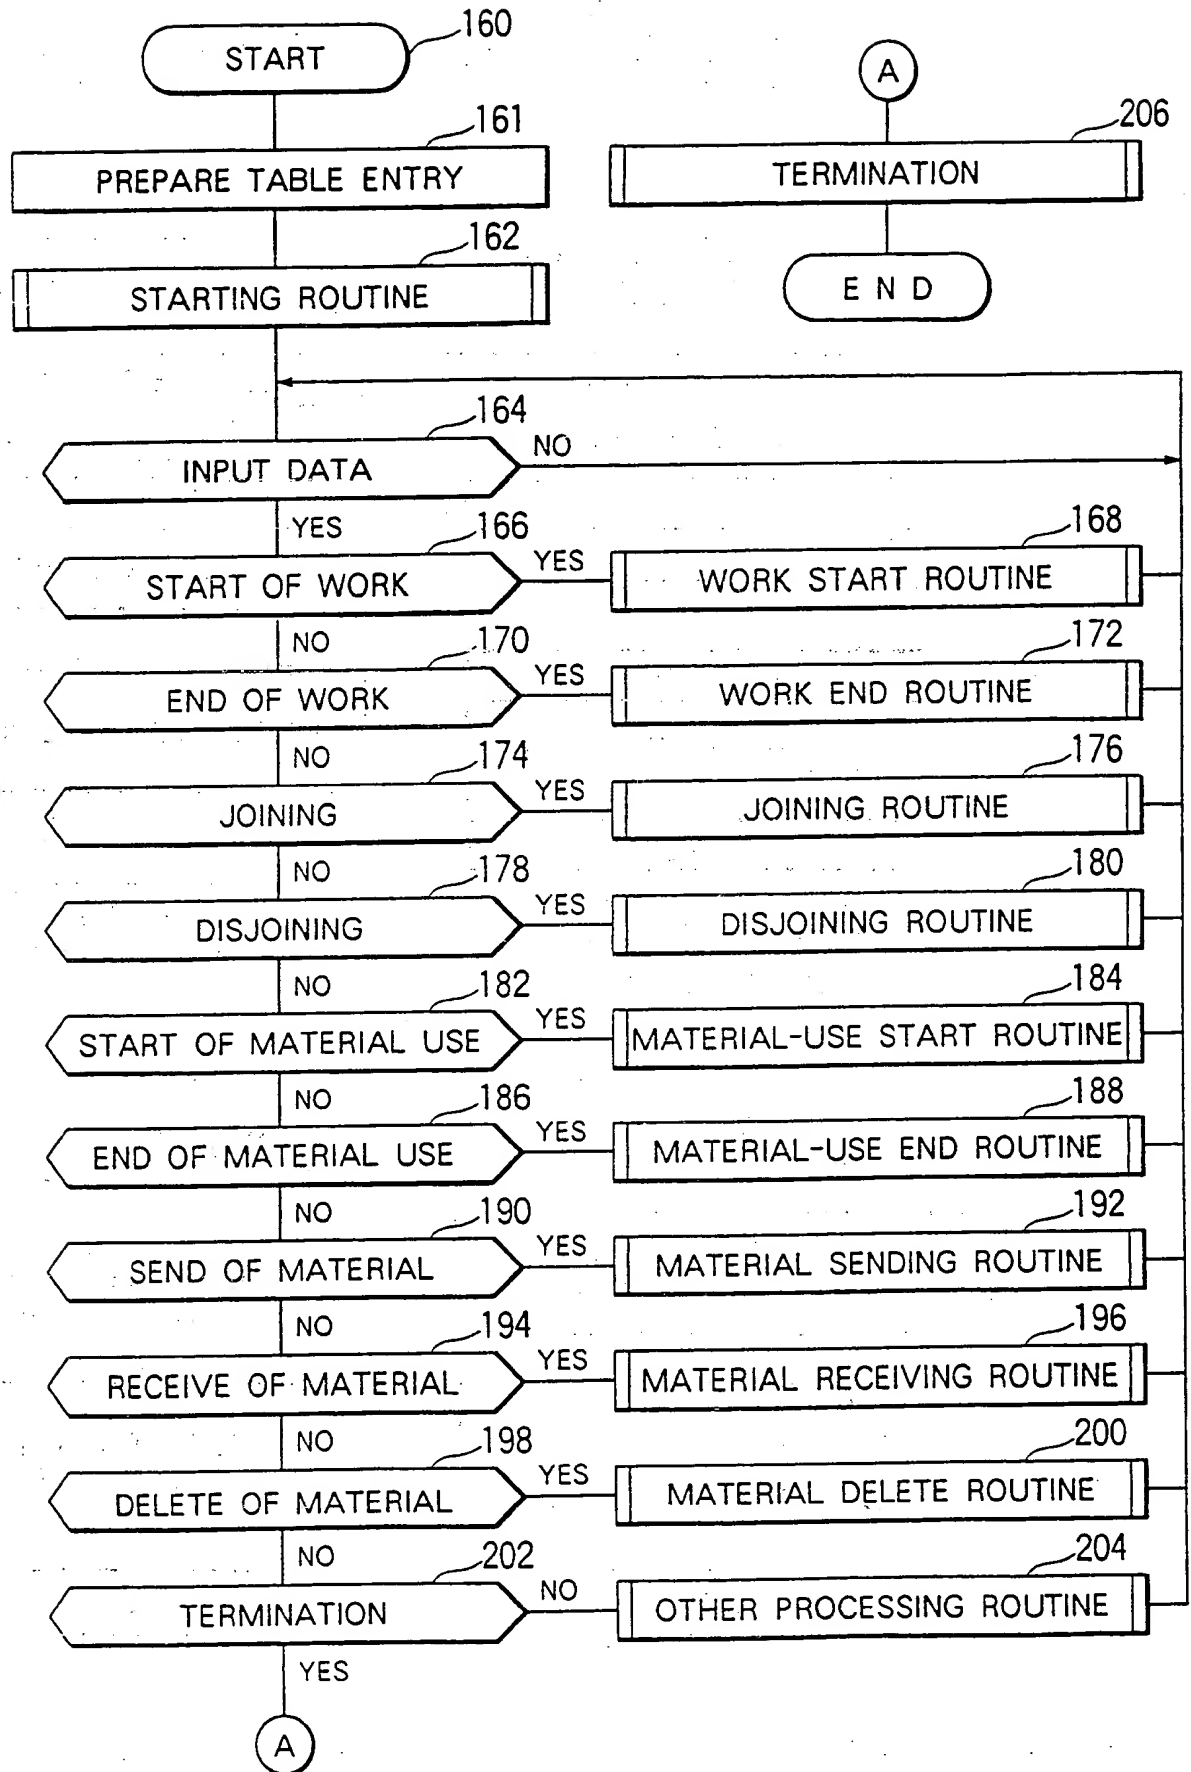 START
160
161
PREPARE TABLE ENTRY
162
STARTING ROUTINE
A
206
TERMINATION
E N D
164
INPUT DATA
NO
YES
166
START OF WORK
YES
168
WORK START ROUTINE
NO
170
END OF WORK
YES
172
WORK END ROUTINE
NO
174
JOINING
YES
176
JOINING ROUTINE
NO
178
DISJOINING
YES
180
DISJOINING ROUTINE
NO
182
START OF MATERIAL USE
YES
184
MATERIAL-USE START ROUTINE
NO
186
END OF MATERIAL USE
YES
188
MATERIAL-USE END ROUTINE
NO
190
SEND OF MATERIAL
YES
192
MATERIAL SENDING ROUTINE
NO
194
RECEIVE OF MATERIAL
YES
196
MATERIAL RECEIVING ROUTINE
NO
198
DELETE OF MATERIAL
YES
200
MATERIAL DELETE ROUTINE
NO
202
TERMINATION
NO
204
OTHER PROCESSING ROUTINE
YES
A